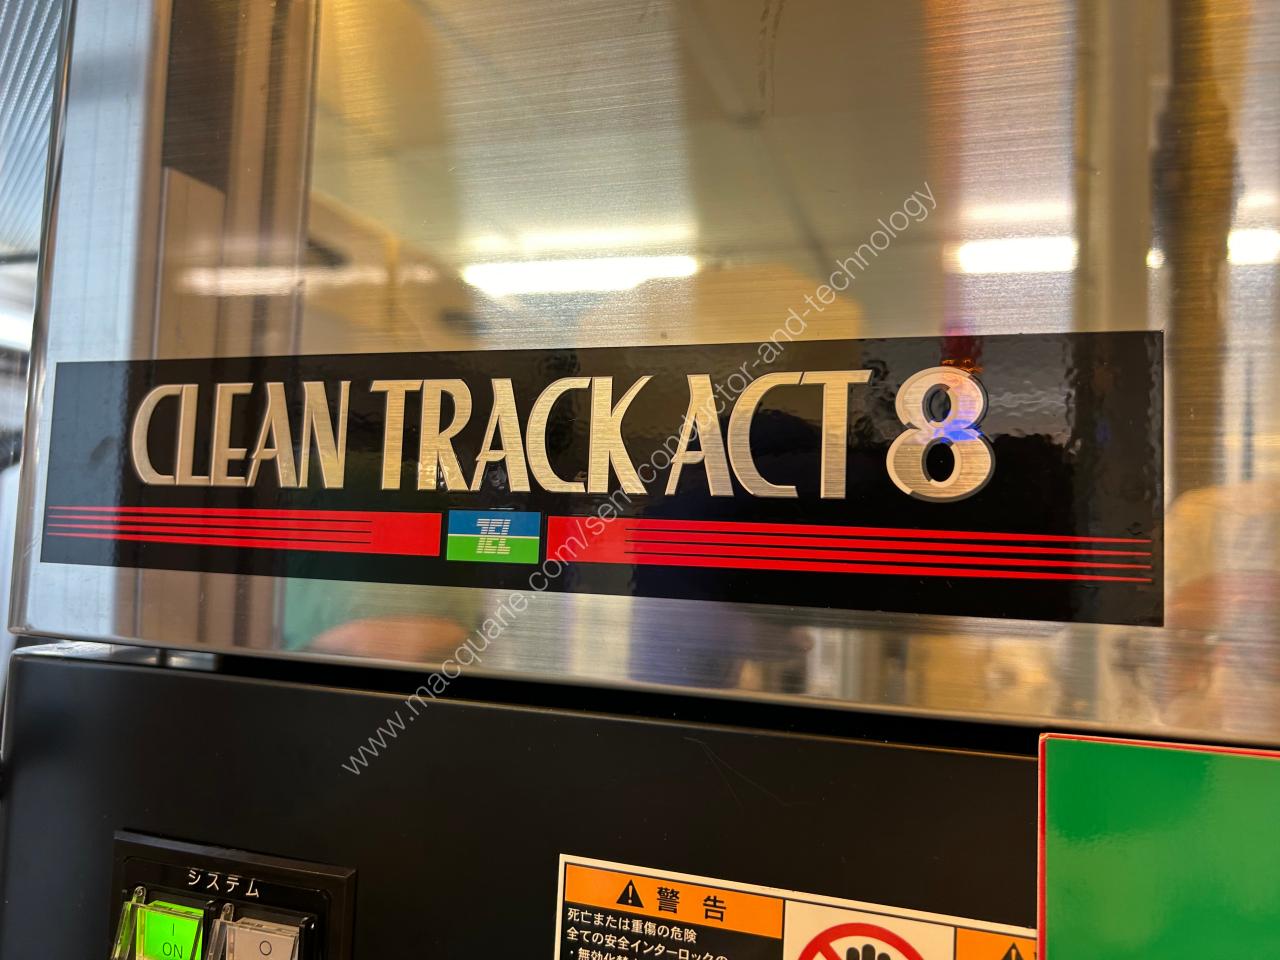 CLEAN TRACK ACT 8
TEL
www.macquarie.com/semiconductor-and-technology
システム
I
ON
O
警告
死亡または重傷の危険
全ての安全インターロックの